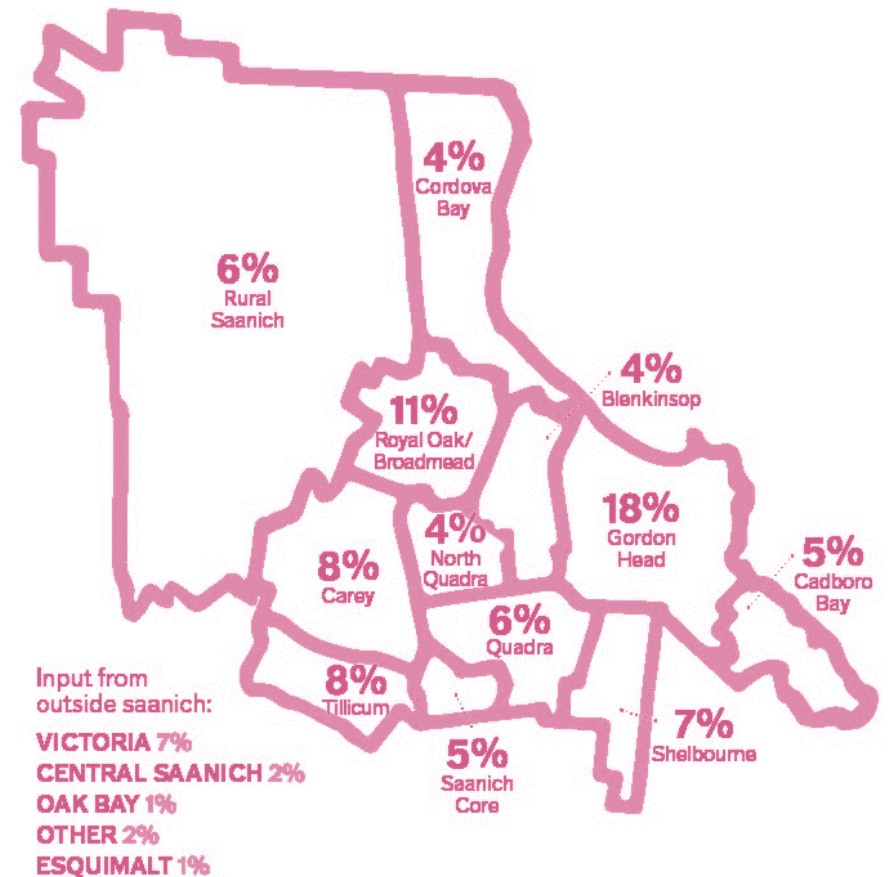 4%
Cordova
Bay
6%
Rural
Saanich
4%
Blenkinsop
11%
Royal Oak/
Broadmead
18%
Gordon
Head
4%
North
Quadra
8%
Carey
5%
Cadboro
Bay
6%
Quadra
8%
Tillicum
7%
Shelbourne
5%
Saanich
Core
Input from
outside saanich:
VICTORIA 7%
CENTRAL SAANICH 2%
OAK BAY 1%
OTHER 2%
ESQUIMALT 1%